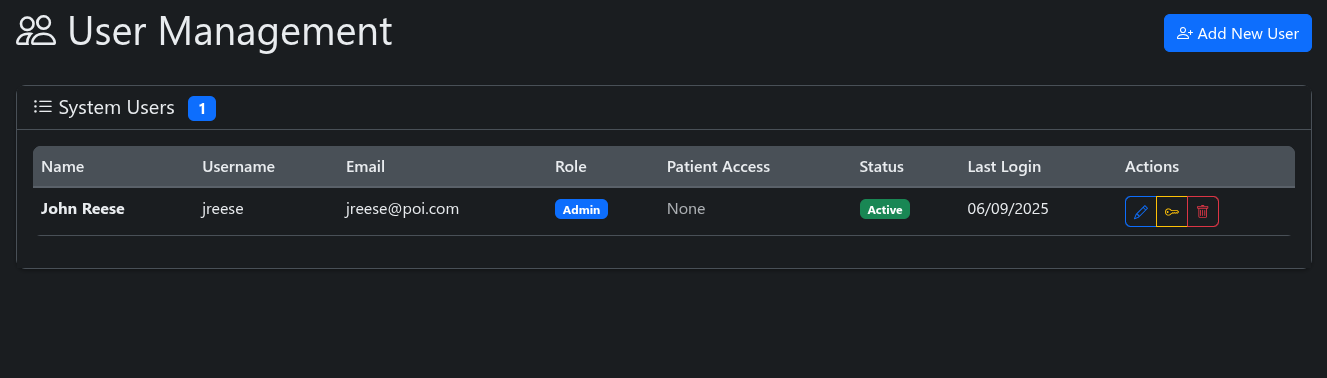 User Management
Add New User
System Users 1
Name Username Email Role Patient Access Status Last Login Actions
John Reese jreese jreese@poi.com Admin None Active 06/09/2025